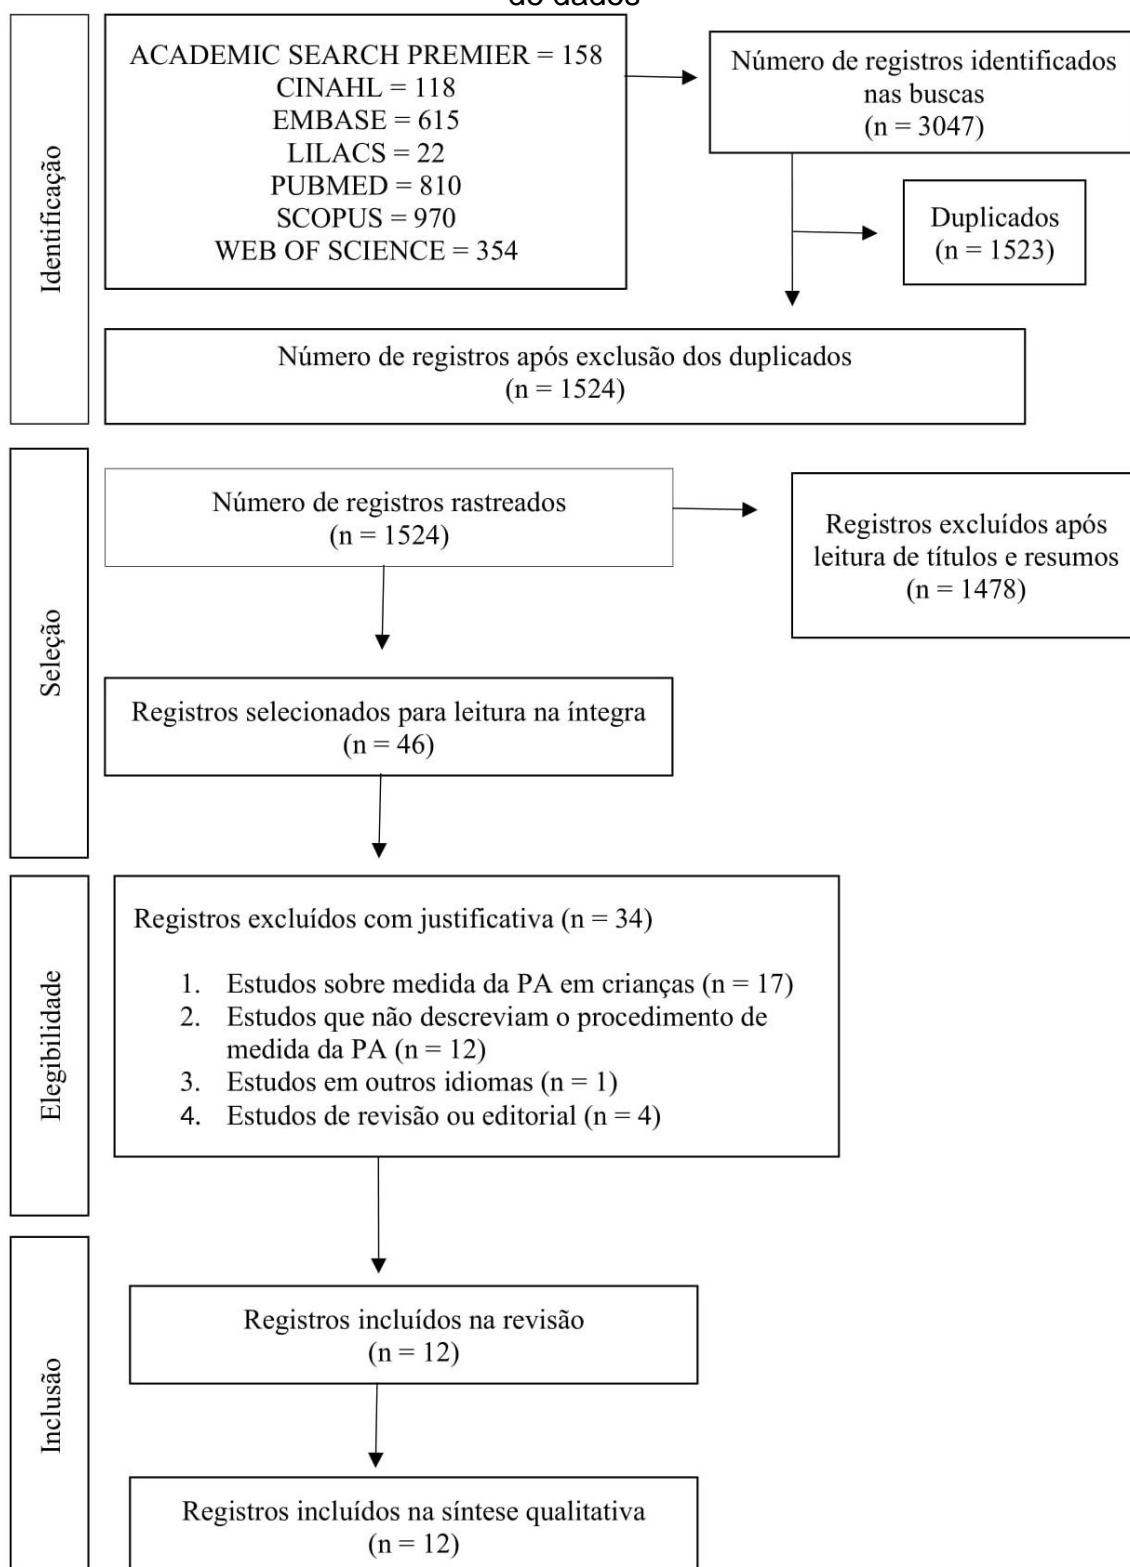 de dados
Identificação
ACADEMIC SEARCH PREMIER = 158
CINAHL = 118
EMBASE = 615
LILACS = 22
PUBMED = 810
SCOPUS = 970
WEB OF SCIENCE = 354
Número de registros identificados
nas buscas
(n = 3047)
Duplicados
(n = 1523)
Número de registros após exclusão dos duplicados
(n = 1524)
Seleção
Número de registros rastreados
(n = 1524)
Registros excluídos após
leitura de títulos e resumos
(n = 1478)
Registros selecionados para leitura na íntegra
(n = 46)
Elegibilidade
Registros excluídos com justificativa (n = 34)
1. Estudos sobre medida da PA em crianças (n = 17)
2. Estudos que não descreviam o procedimento de
medida da PA (n = 12)
3. Estudos em outros idiomas (n = 1)
4. Estudos de revisão ou editorial (n = 4)
Inclusão
Registros incluídos na revisão
(n = 12)
Registros incluídos na síntese qualitativa
(n = 12)